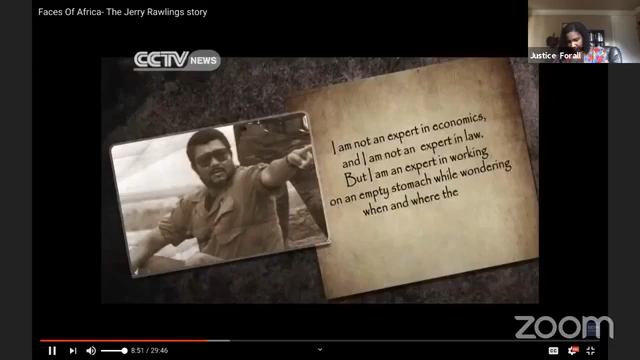 Faces Of Africa- The Jerry Rawlings story
Justice Forall
CCTV NEWS
I am not an expert in economics,
and I am not an expert in law.
But I am an expert in working
on an empty stomach while wondering
when and where the
8:51 / 29:46
zoom